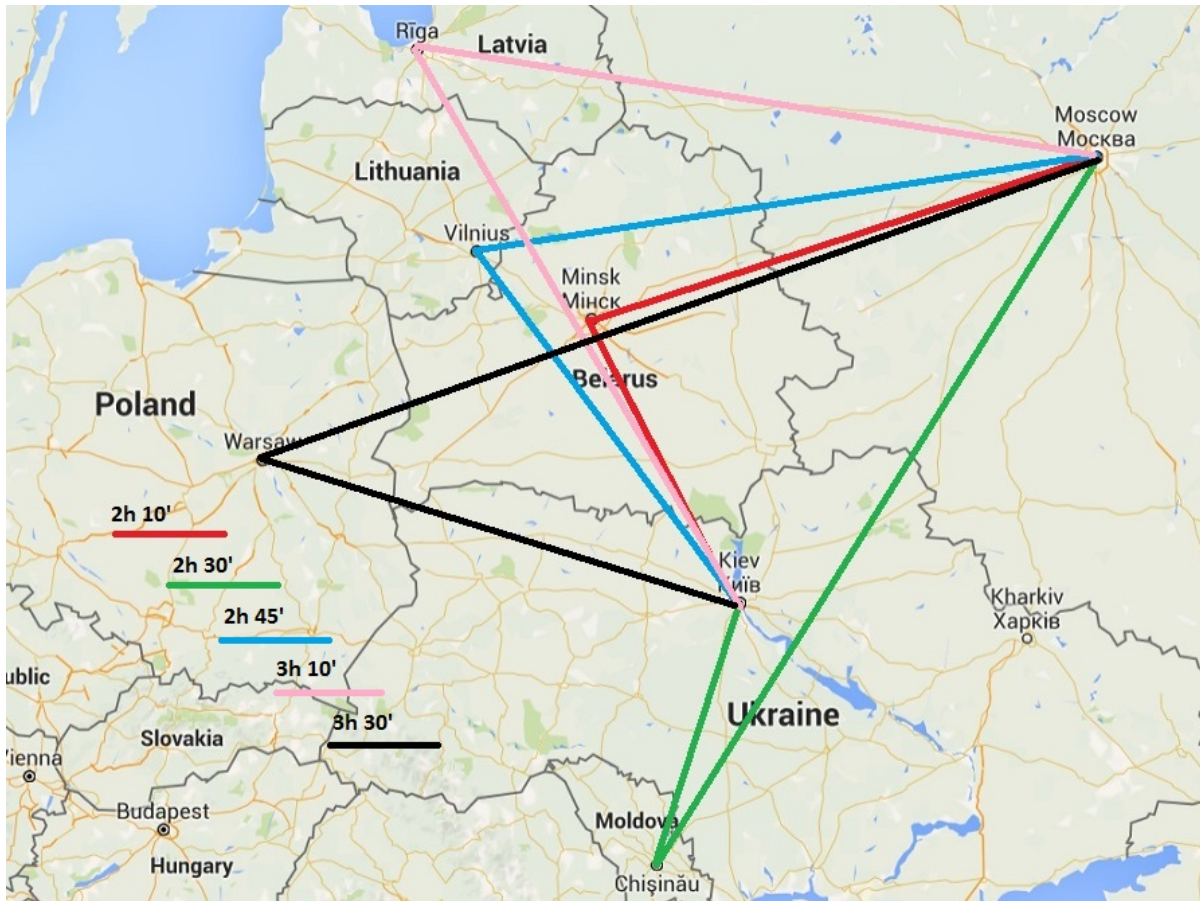 Rīga
Latvia
Moscow
Москва
Lithuania
Vilnius
Minsk
Мінск
Belarus
Poland
Warsaw
2h 10'
Kiev
Київ
2h 30'
Kharkiv
Харків
2h 45'
ublic
3h 10'
Ukraine
3h 30'
Slovakia
Vienna
Budapest
Moldova
Hungary
Chişinău